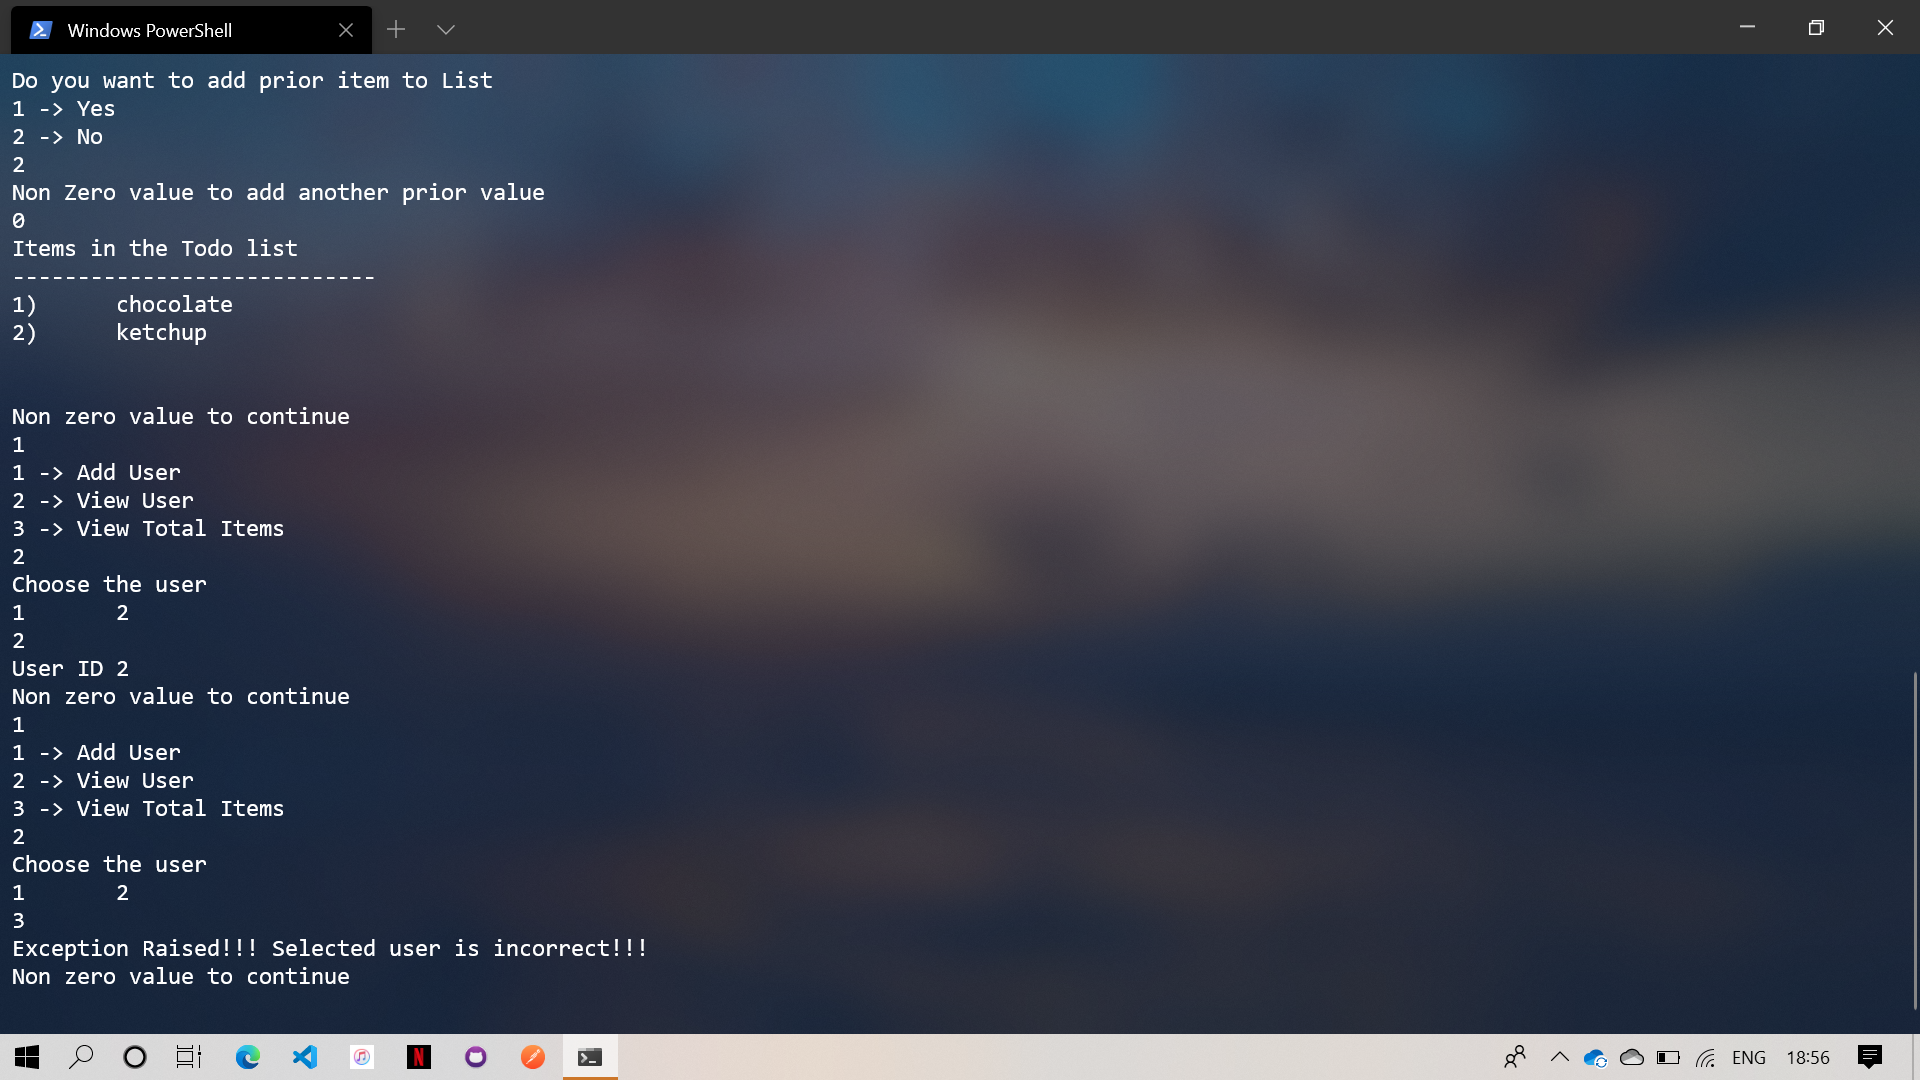 Windows PowerShell
Do you want to add prior item to List
1 -> Yes
2 -> No
2
Non Zero value to add another prior value
0
Items in the Todo list
----------------------------
1)      chocolate
2)      ketchup
Non zero value to continue
1
1 -> Add User
2 -> View User
3 -> View Total Items
2
Choose the user
1       2
2
User ID 2
Non zero value to continue
1
1 -> Add User
2 -> View User
3 -> View Total Items
2
Choose the user
1       2
3
Exception Raised!!! Selected user is incorrect!!!
Non zero value to continue
N
ENG 18:56